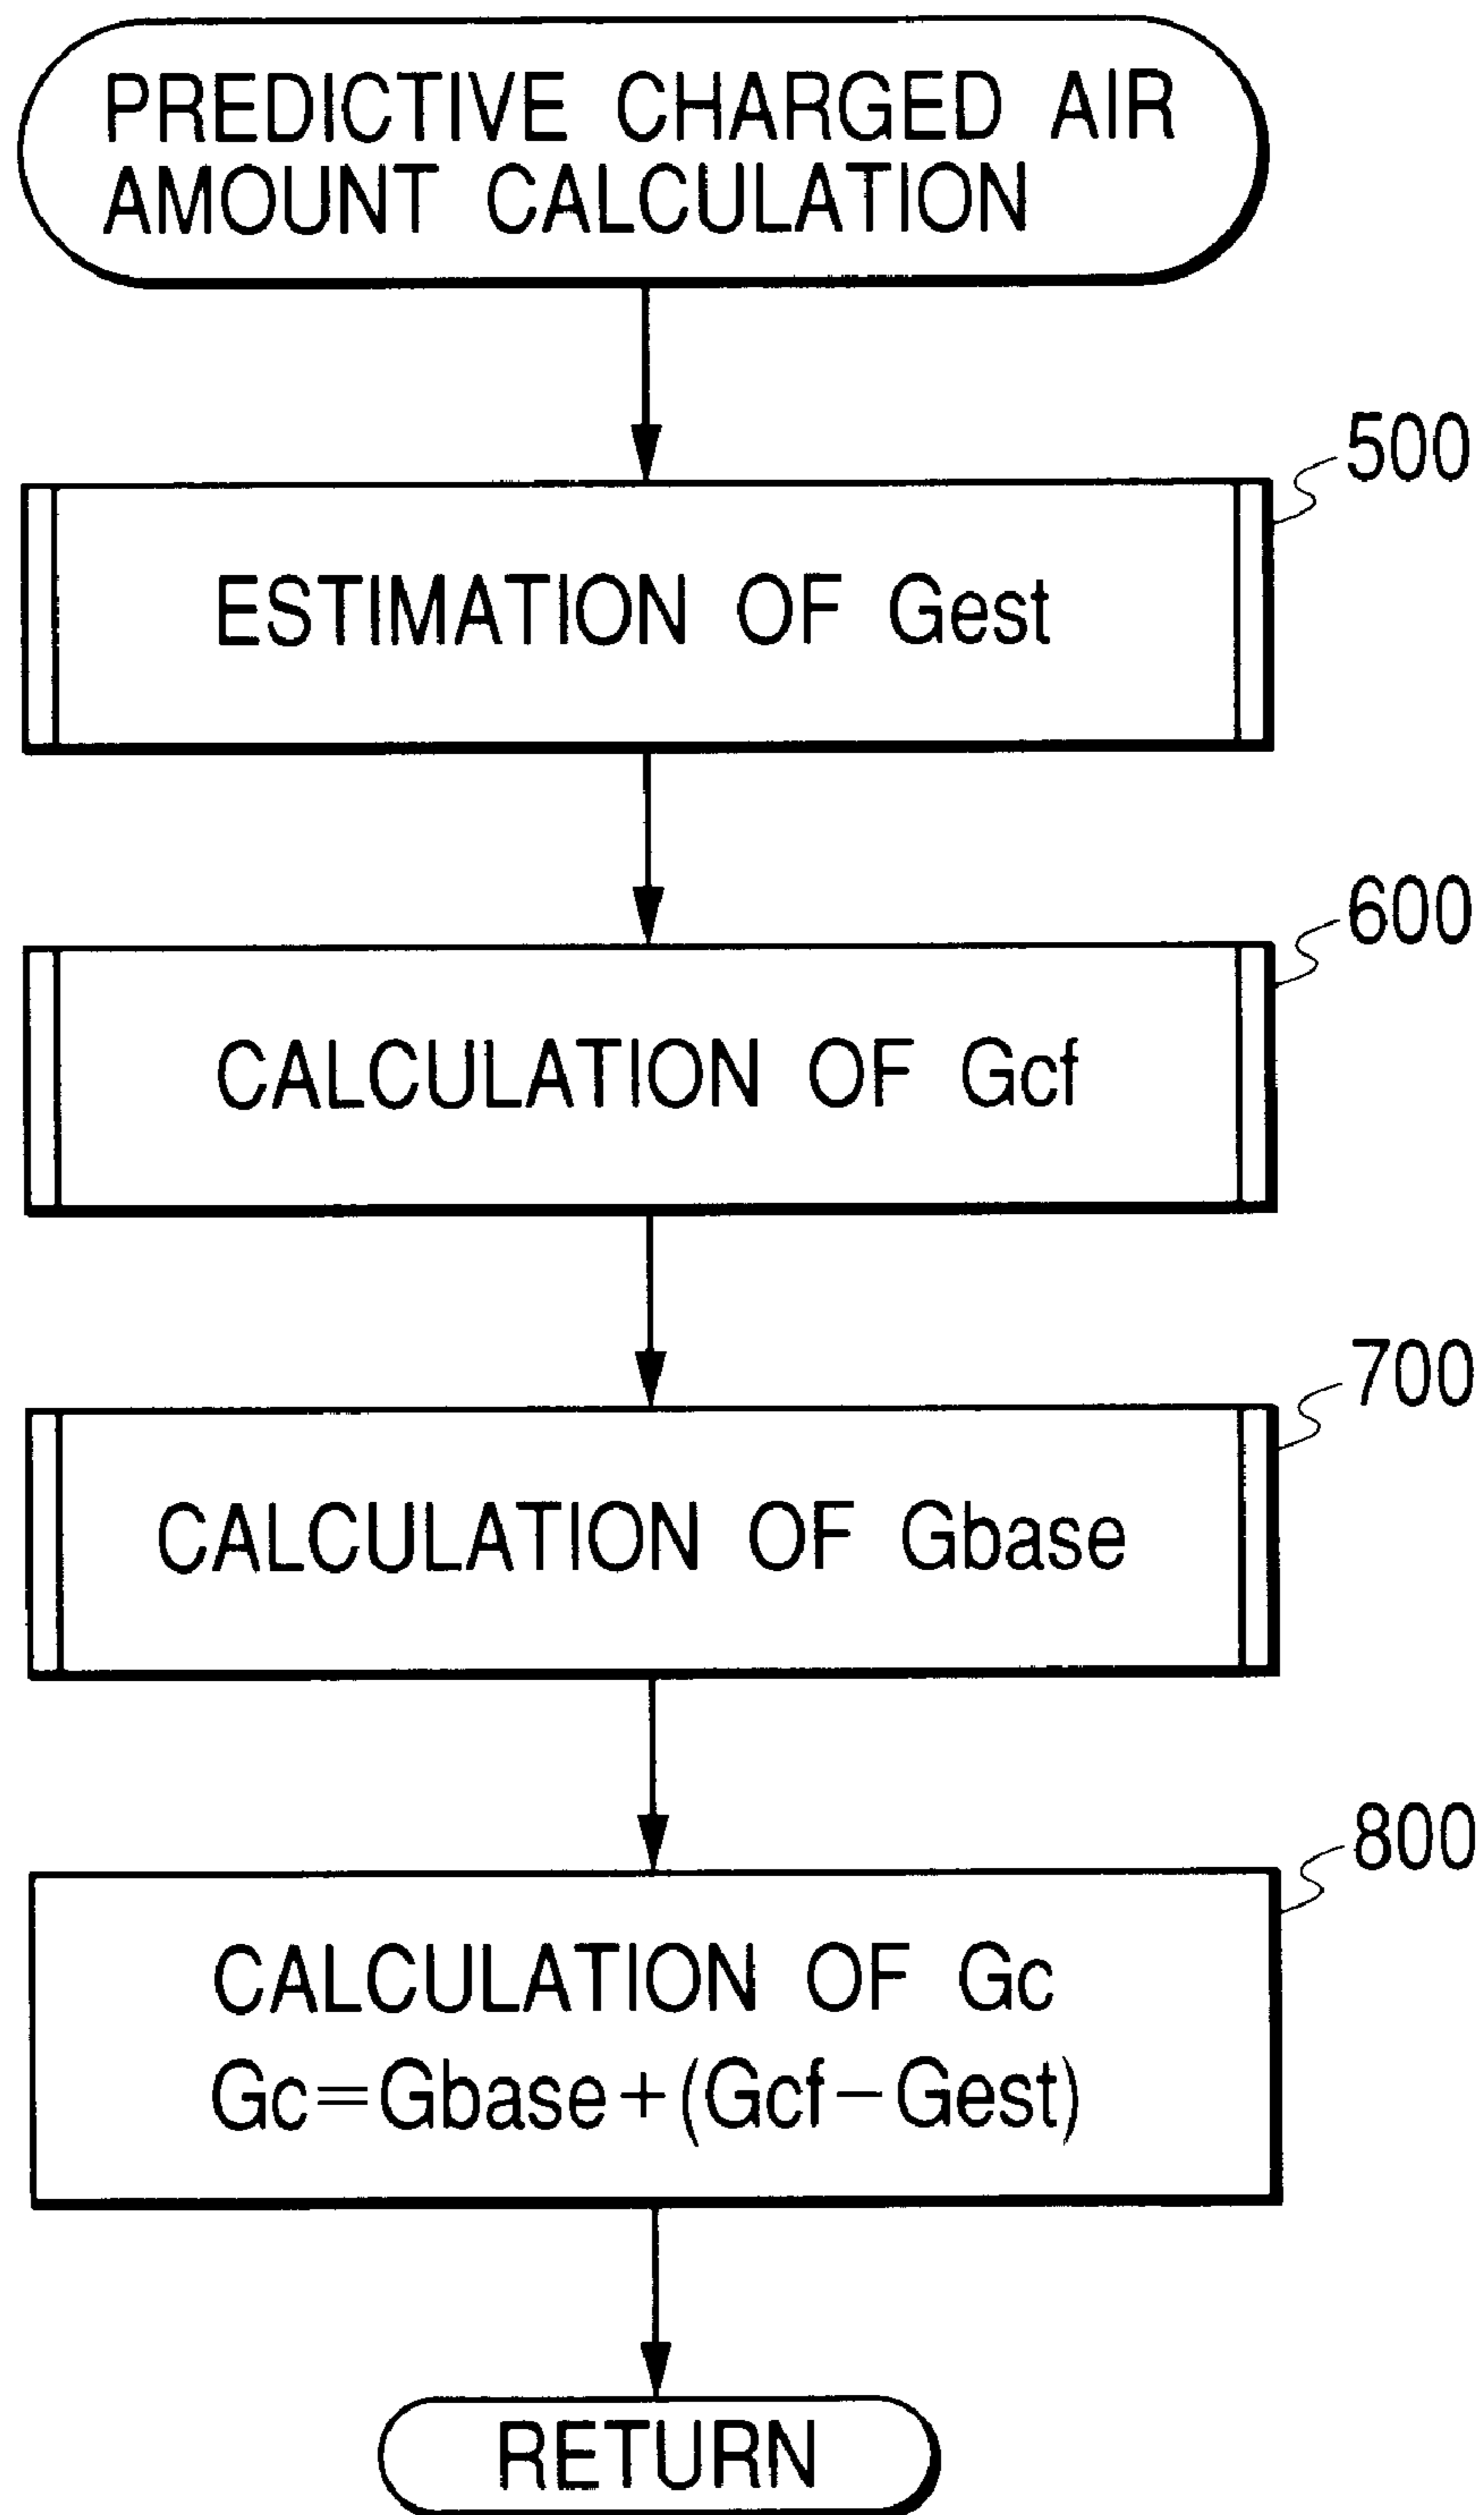 PREDICTIVE CHARGED AIR
AMOUNT CALCULATION
500
ESTIMATION OF Gest
600
CALCULATION OF Gcf
700
CALCULATION OF Gbase
800
CALCULATION OF Gc
Gc=Gbase+(Gcf-Gest)
RETURN